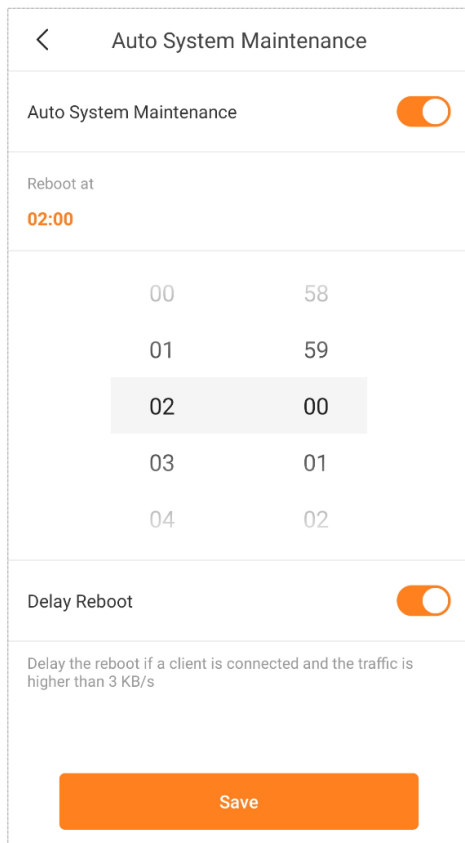 Auto System Maintenance
Auto System Maintenance
Reboot at
02:00
00 58
01 59
02 00
03 01
04 02
Delay Reboot
Delay the reboot if a client is connected and the traffic is
higher than 3 KB/s
Save